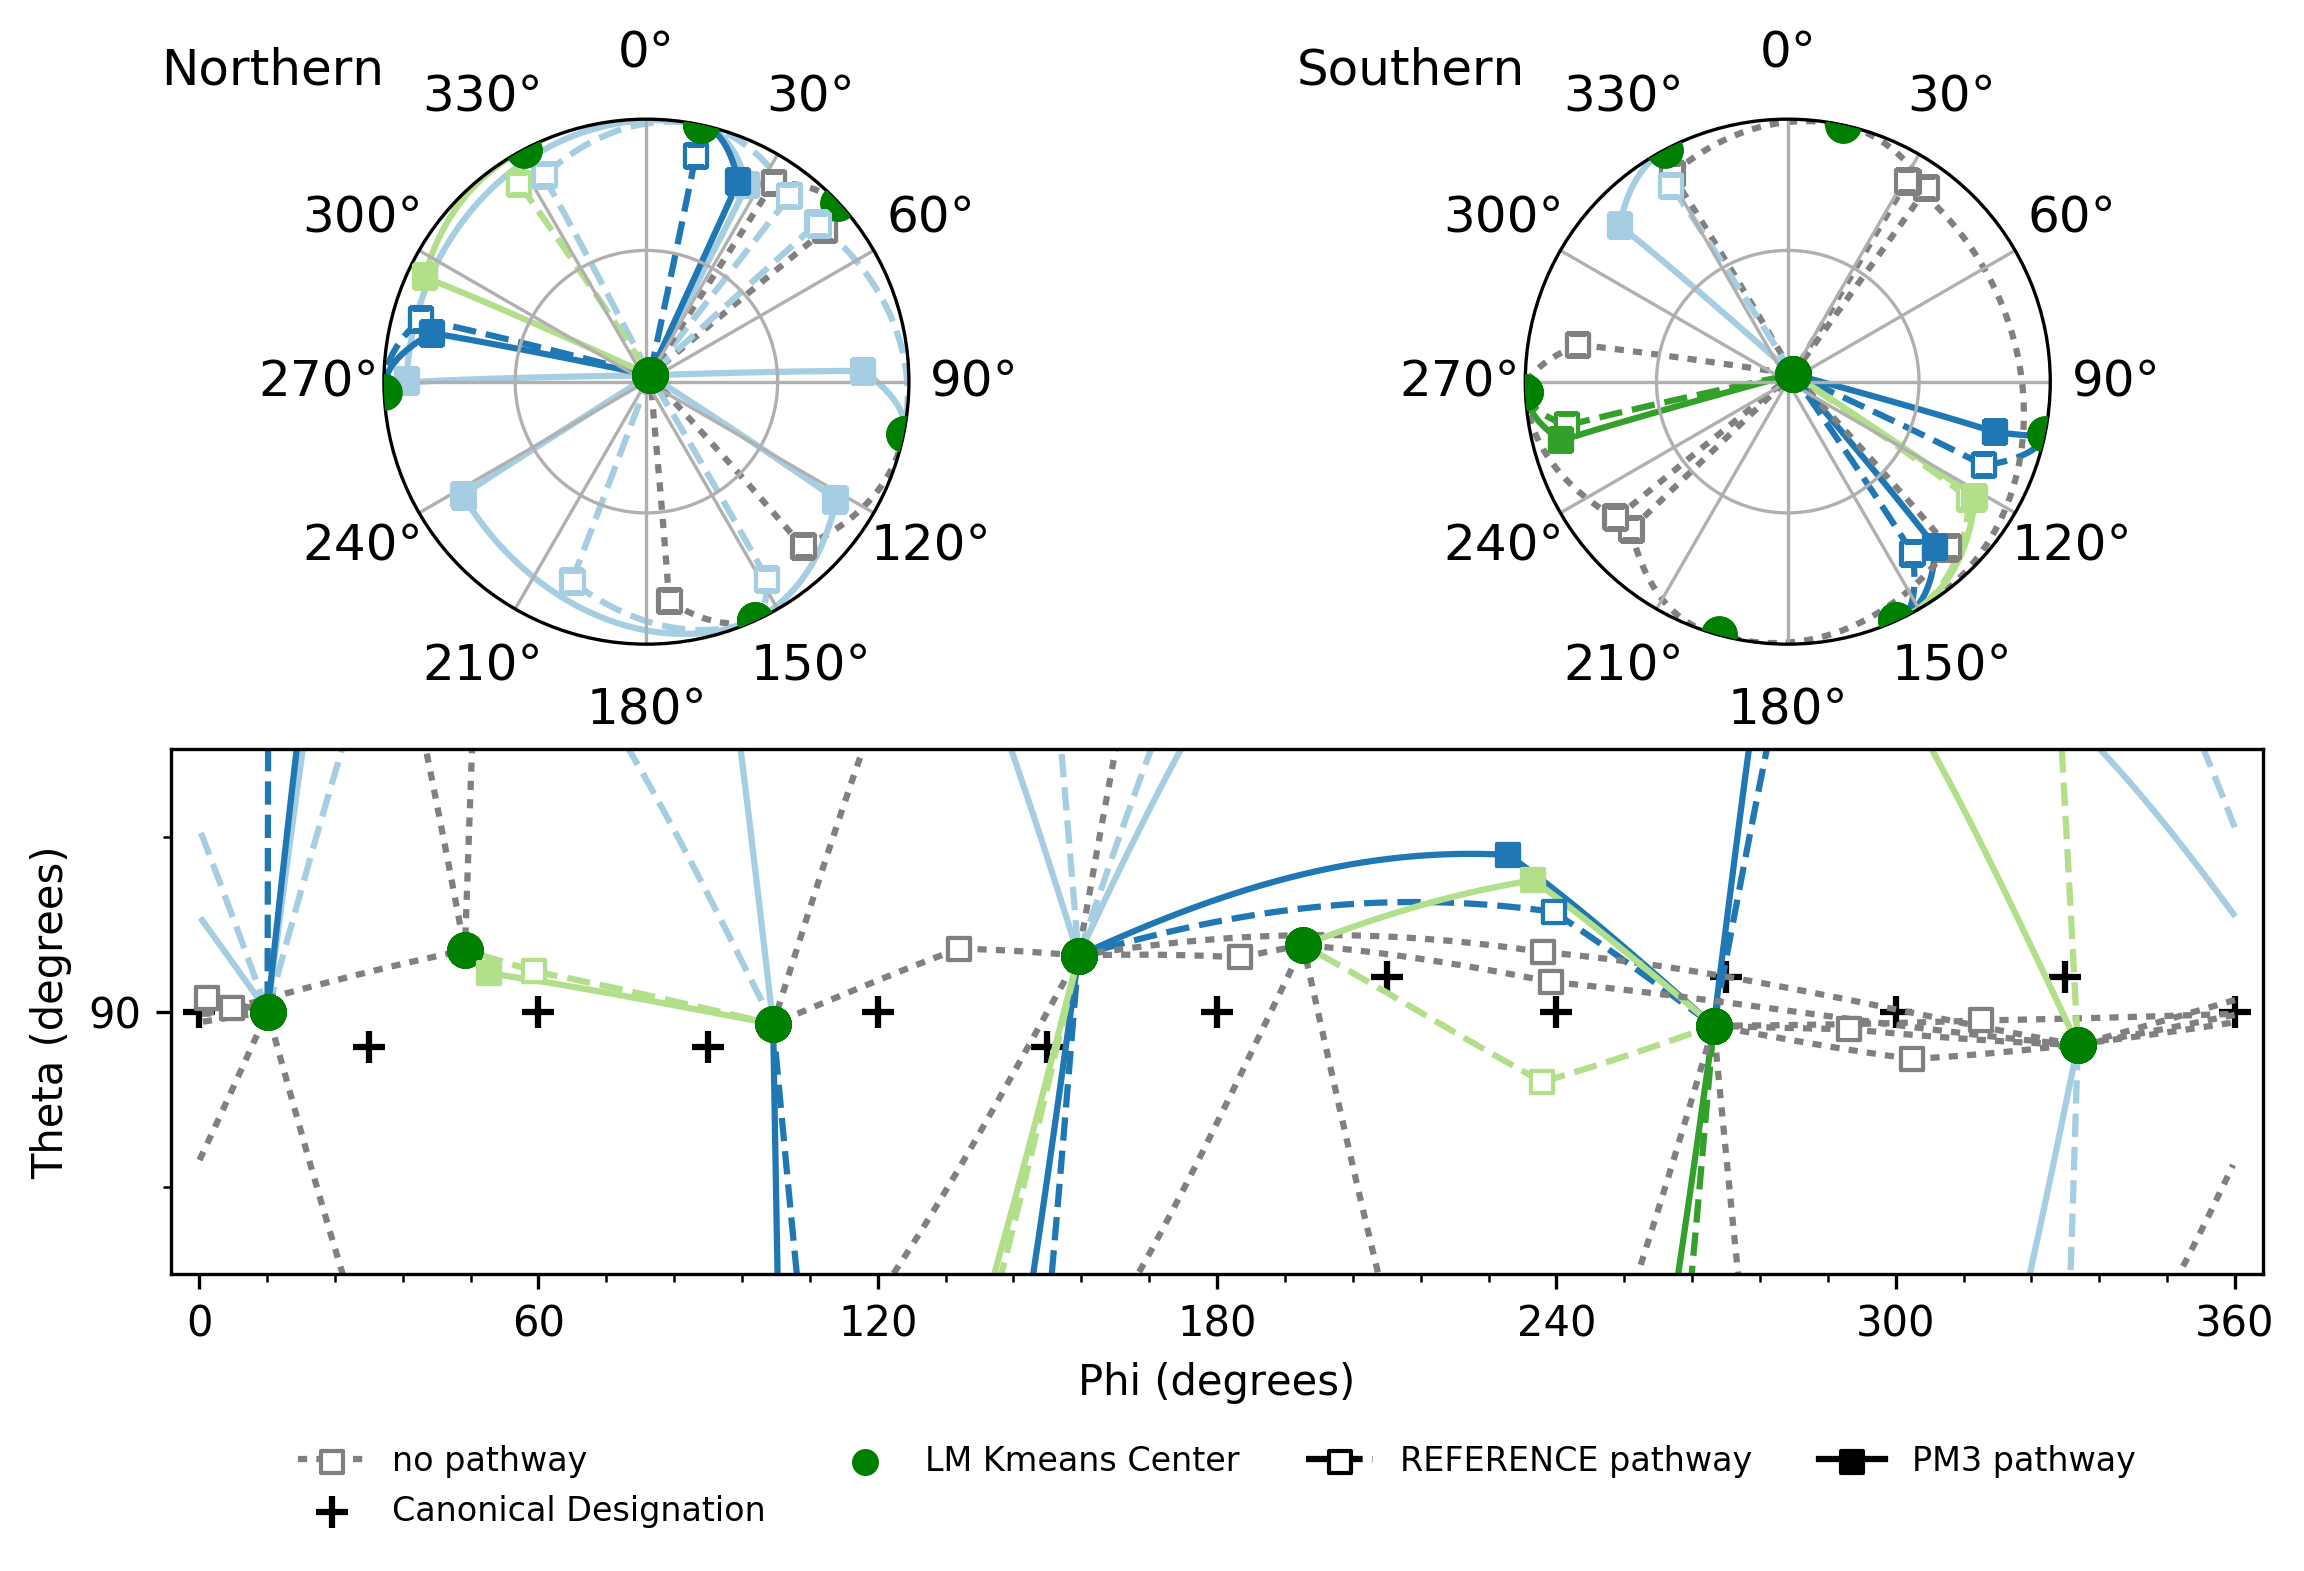 Northern
0°
30°
60°
90°
120°
150°
180°
210°
240°
270°
300°
330°
Southern
0°
30°
60°
90°
120°
150°
180°
210°
240°
270°
300°
330°
Theta (degrees)
90
0 60 120 180 240 300 360
Phi (degrees)
no pathway
Canonical Designation
LM Kmeans Center
REFERENCE pathway
PM3 pathway